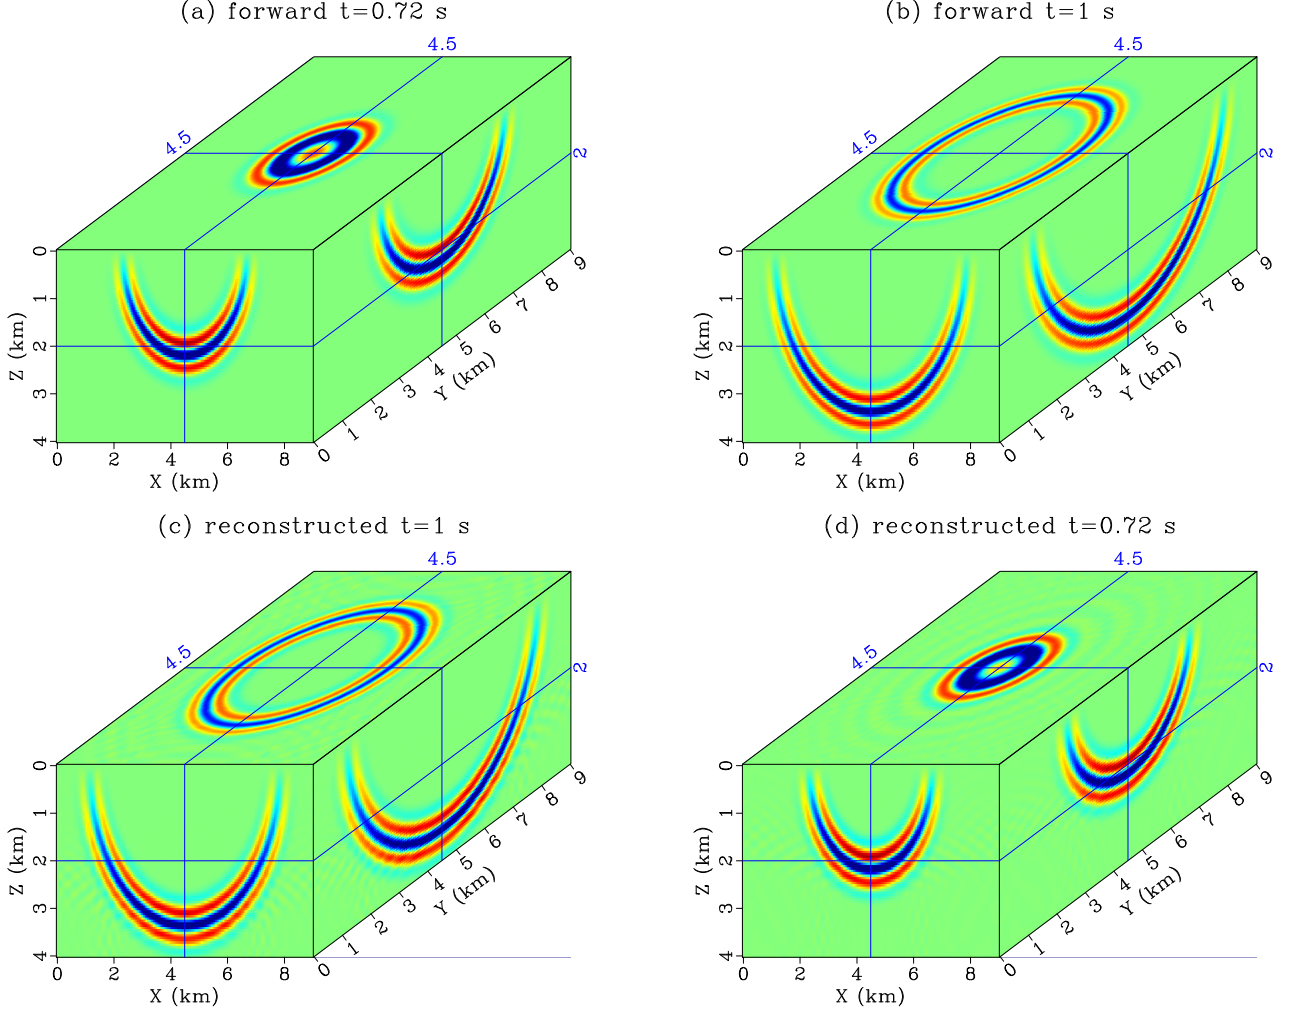 (a) forward t=0.72 s
4.5
4.5
2
0
1
2
3
4
Z (km)
0 2 4 6 8
X (km)
0 1 2 3 4 5 6 7 8 9
Y (km)
(b) forward t=1 s
4.5
4.5
2
0
1
2
3
4
Z (km)
0 2 4 6 8
X (km)
0 1 2 3 4 5 6 7 8 9
Y (km)
(c) reconstructed t=1 s
4.5
4.5
2
0
1
2
3
4
Z (km)
0 2 4 6 8
X (km)
0 1 2 3 4 5 6 7 8 9
Y (km)
(d) reconstructed t=0.72 s
4.5
4.5
2
0
1
2
3
4
Z (km)
0 2 4 6 8
X (km)
0 1 2 3 4 5 6 7 8 9
Y (km)